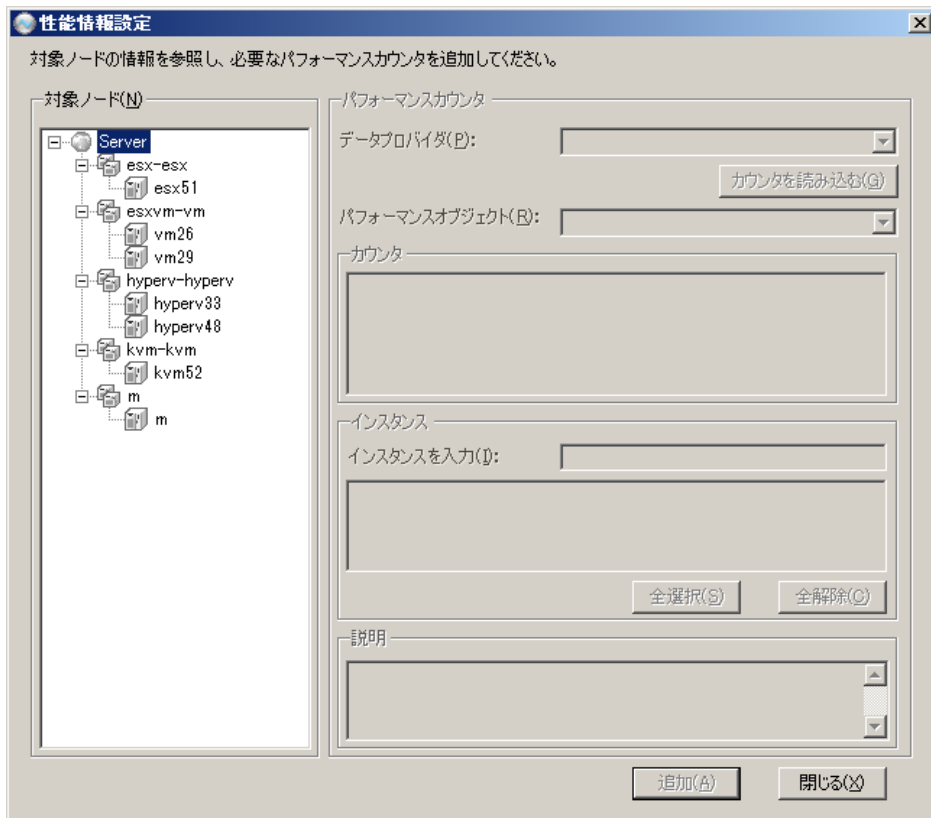 性能情報設定
対象ノードの情報を参照し、必要なパフォーマンスカウンタを追加してください。
対象ノード(N)
Server
esx-esx
esx51
esxvm-vm
vm26
vm29
hyperv-hyperv
hyperv33
hyperv48
kvm-kvm
kvm52
m
m
パフォーマンスカウンタ
データプロバイダ(P):
カウンタを読み込む(G)
パフォーマンスオブジェクト(R):
カウンタ
インスタンス
インスタンスを入力(I):
全選択(S)
全解除(C)
説明
追加(A)
閉じる(X)